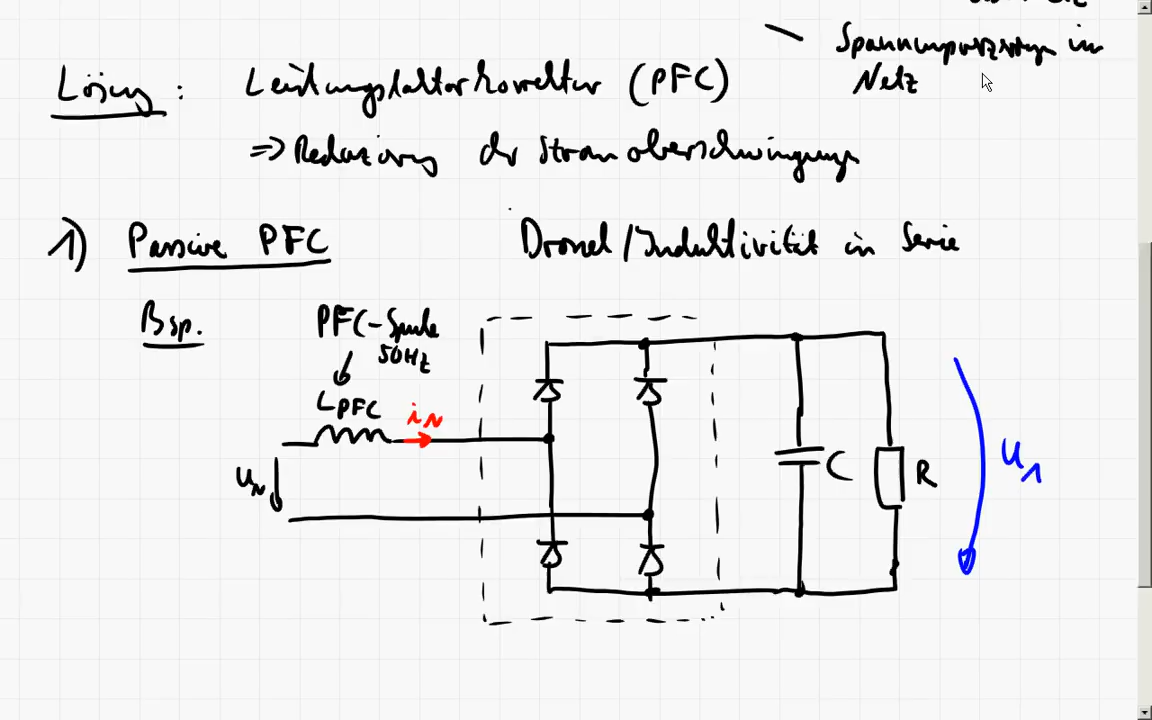 Spannungsverzerrung im
Netz
Lösung: Leistungsfaktorkorrektur (PFC)
=> Reduzierung der Stromoberschwingungen
1) Passive PFC Drossel/Induktivität in Serie
Bsp. PFC-Spule
50Hz
LPFC iN
uN
C R u1